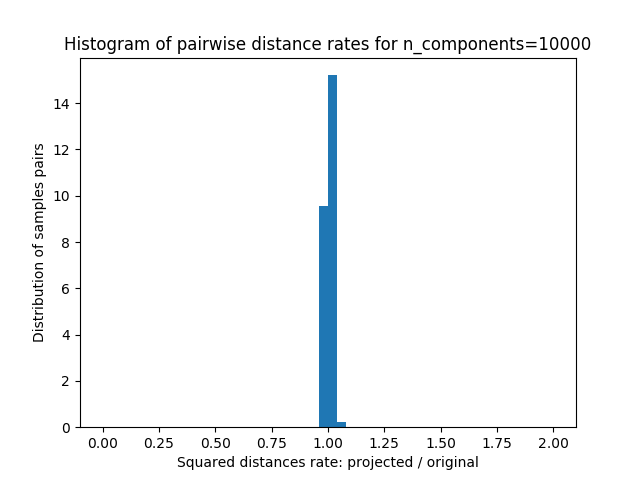 Histogram of pairwise distance rates for n_components=10000
14
12
10
8
6
4
2
0
Distribution of samples pairs
0.00 0.25 0.50 0.75 1.00 1.25 1.50 1.75 2.00
Squared distances rate: projected / original